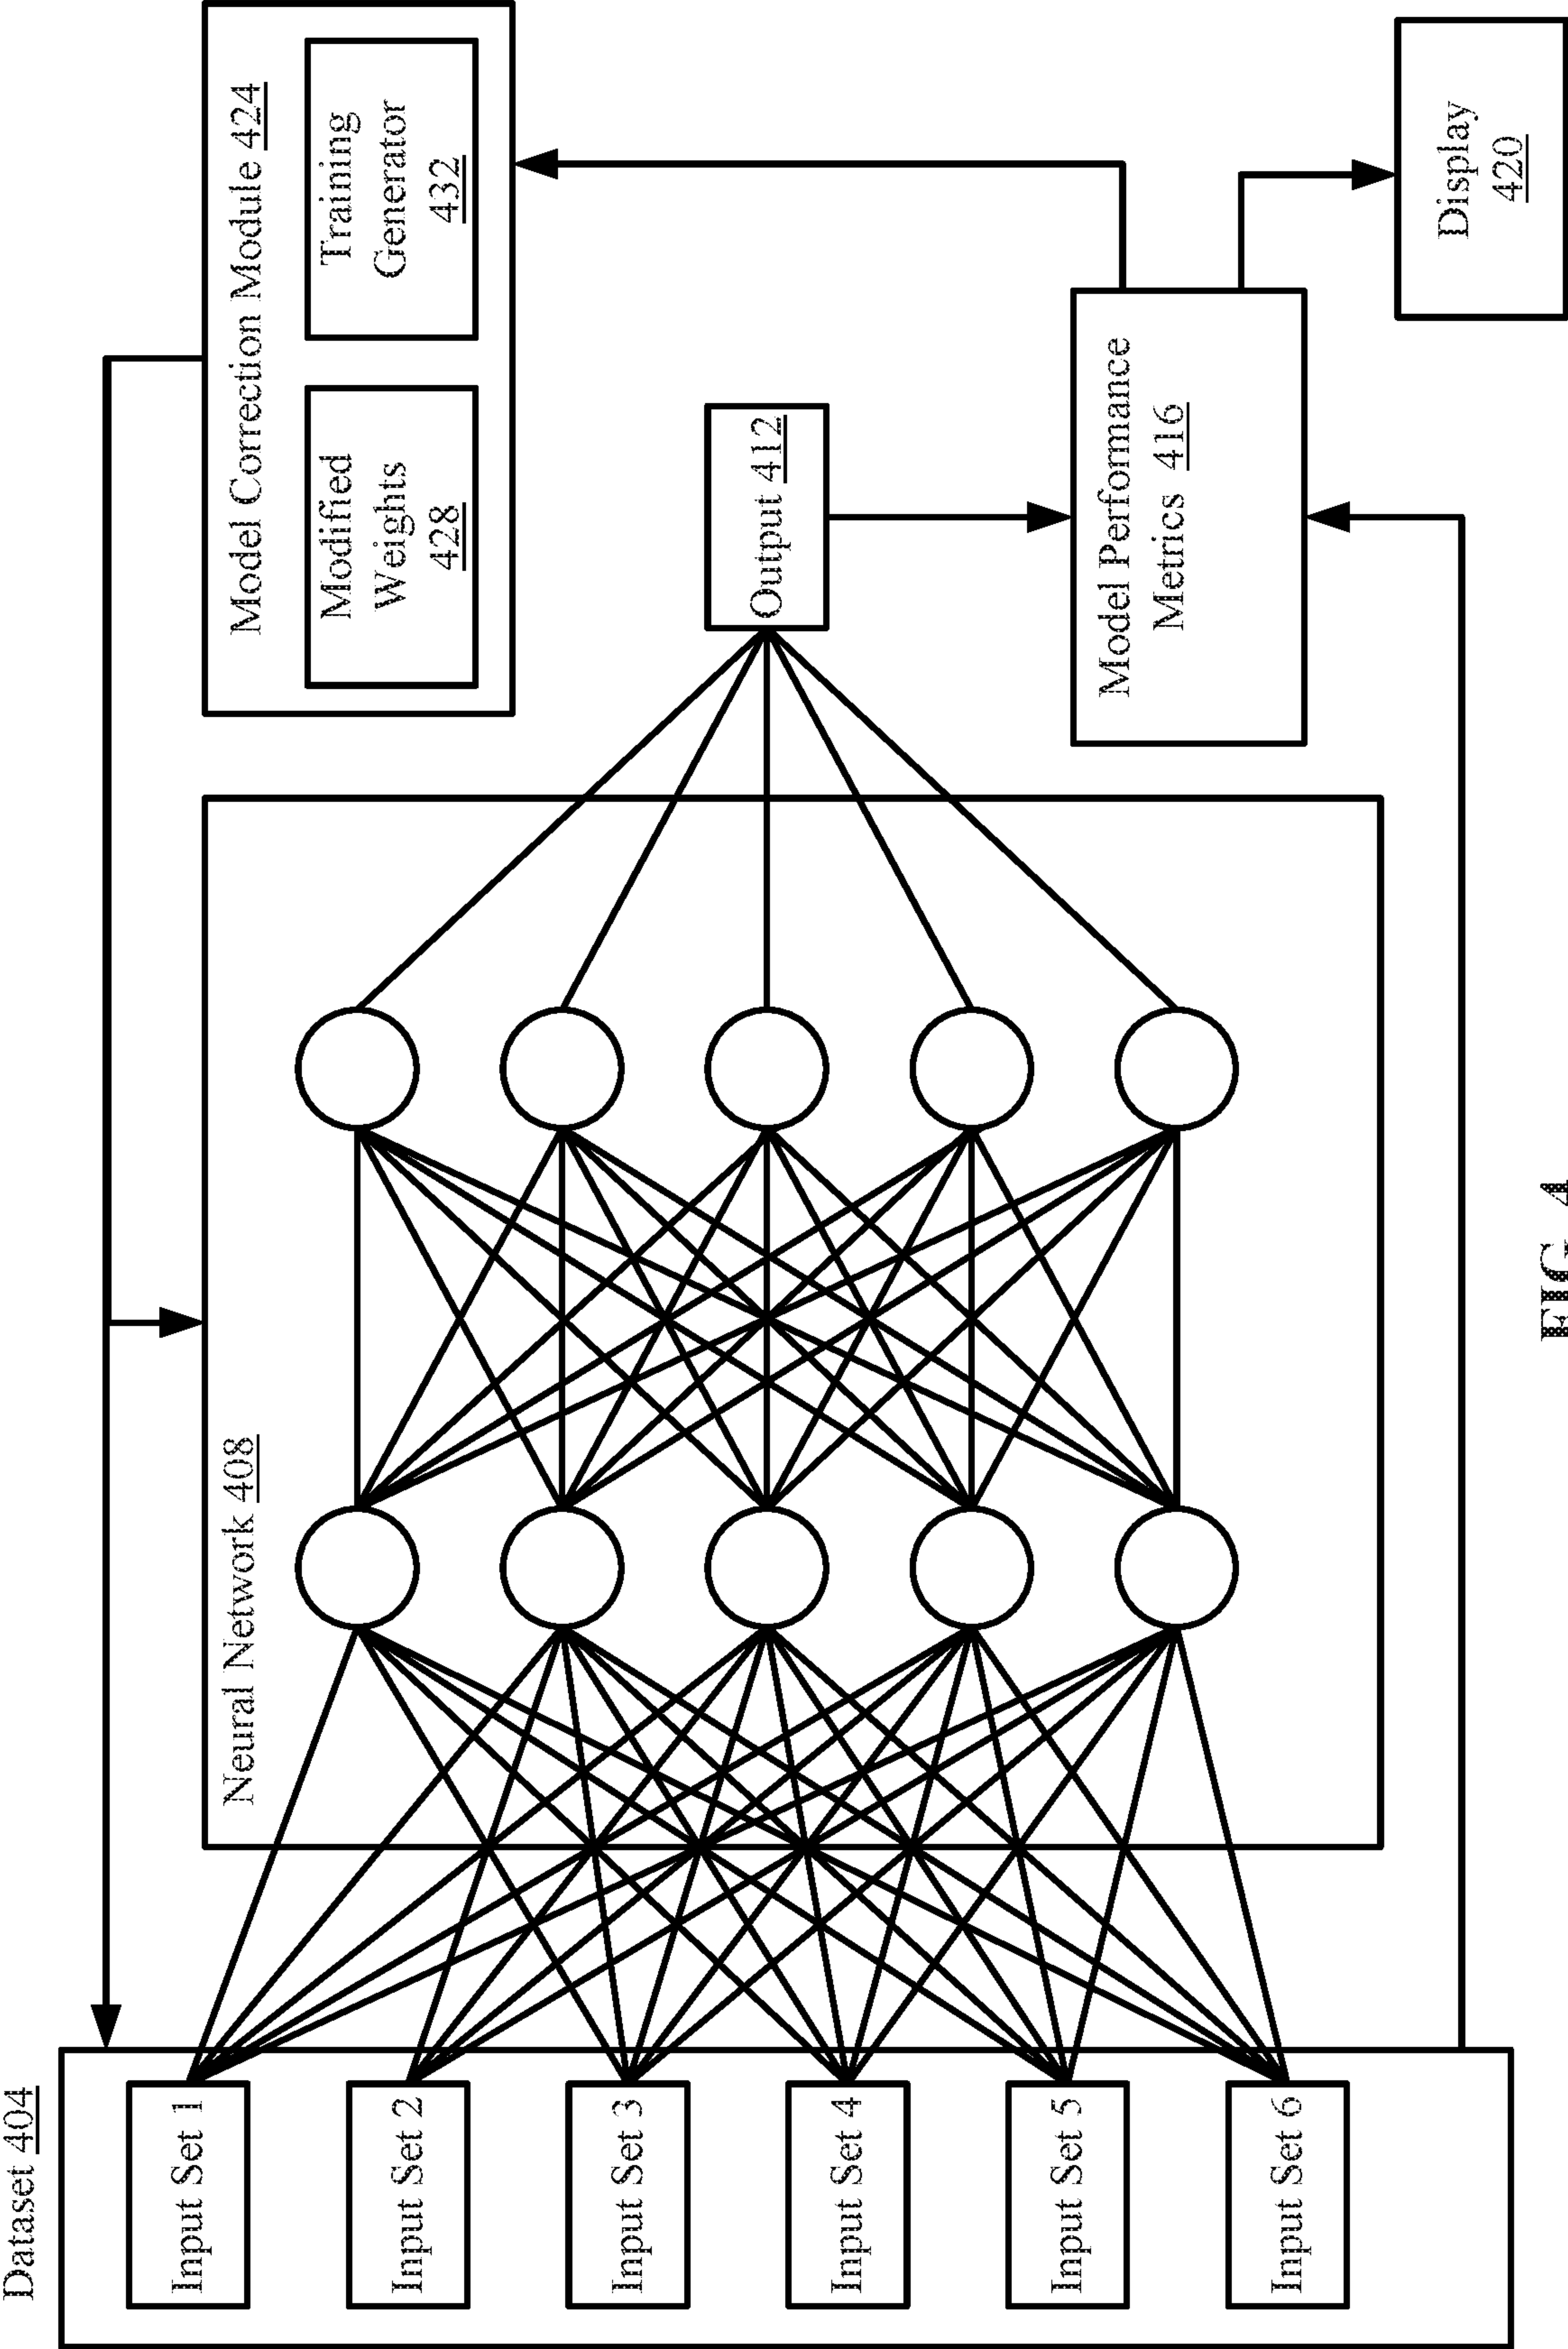 Dataset 404
Input Set 1
Input Set 2
Input Set 3
Input Set 4
Input Set 5
Input Set 6
Neural Network 408
Model Correction Module 424
Modified
Weights
428
Training
Generator
432
Output 412
Model Performance
Metrics 416
Display
420
FIG. 4